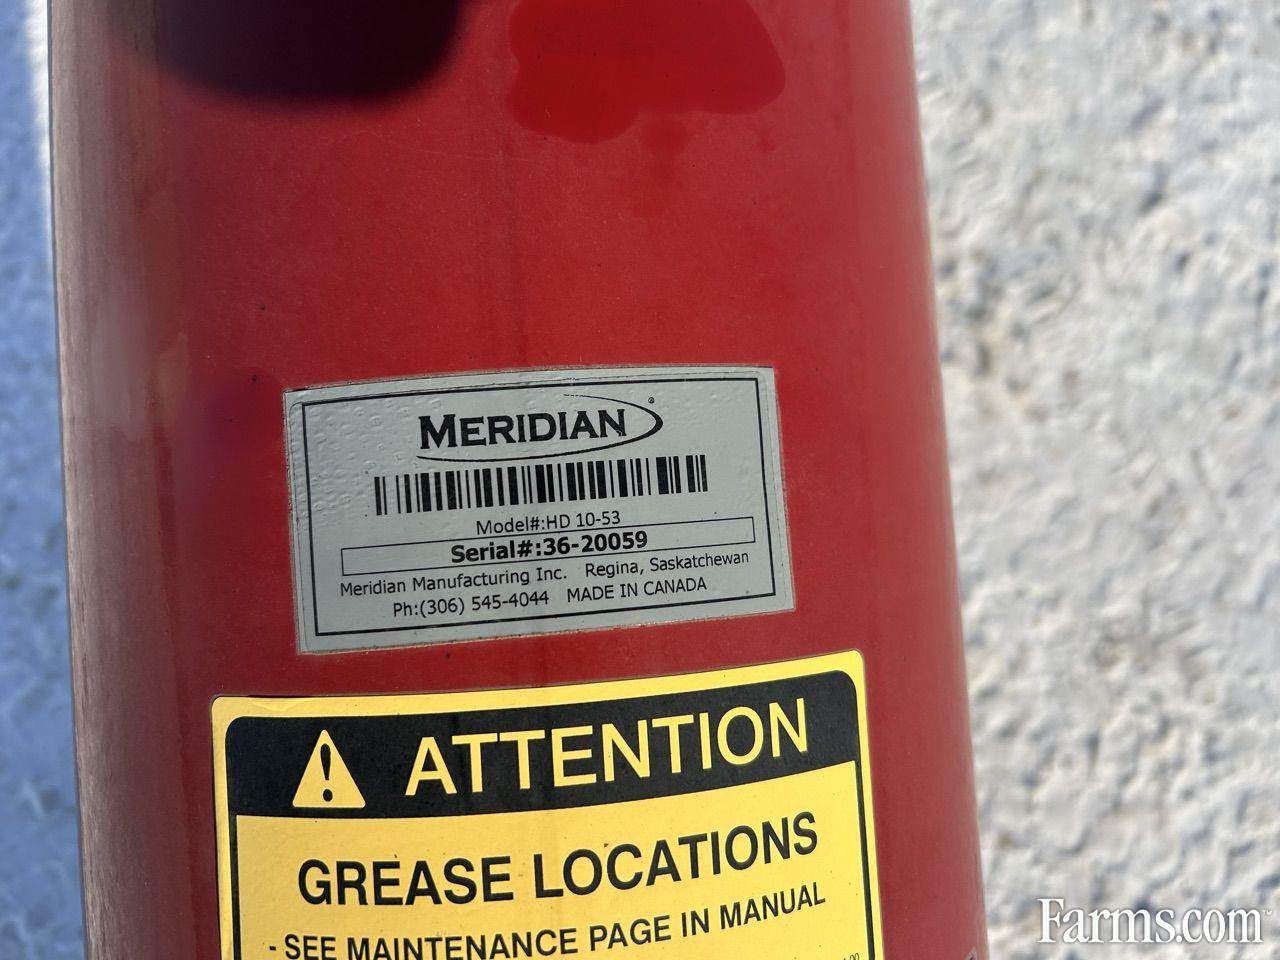 MERIDIAN®
Model#:HD 10-53
Serial#:36-20059
Meridian Manufacturing Inc. Regina, Saskatchewan
Ph:(306) 545-4044 MADE IN CANADA
ATTENTION
GREASE LOCATIONS
- SEE MAINTENANCE PAGE IN MANUAL
Farms.com™